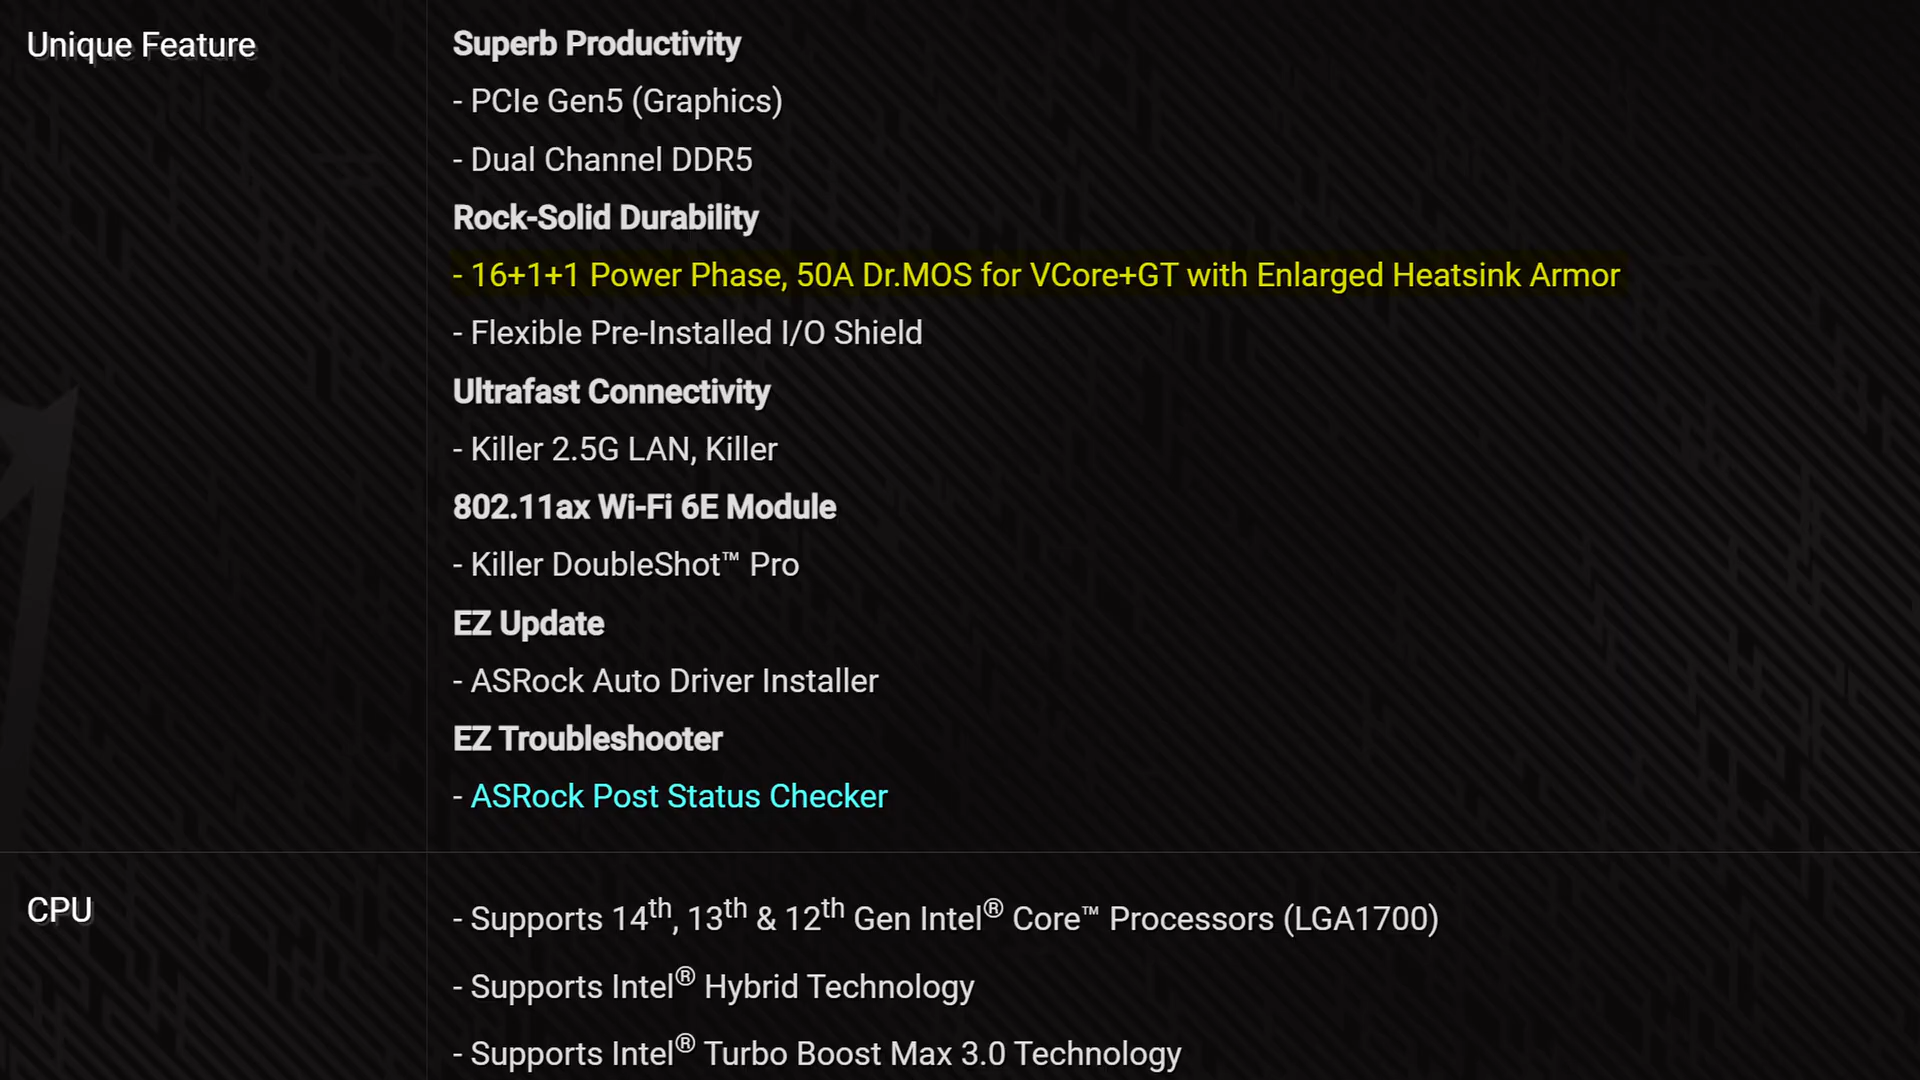 Unique Feature
Superb Productivity
- PCIe Gen5 (Graphics)
- Dual Channel DDR5
Rock-Solid Durability
- 16+1+1 Power Phase, 50A Dr.MOS for VCore+GT with Enlarged Heatsink Armor
- Flexible Pre-Installed I/O Shield
Ultrafast Connectivity
- Killer 2.5G LAN, Killer
802.11ax Wi-Fi 6E Module
- Killer DoubleShot™ Pro
EZ Update
- ASRock Auto Driver Installer
EZ Troubleshooter
- ASRock Post Status Checker
CPU
- Supports 14th, 13th & 12th Gen Intel® Core™ Processors (LGA1700)
- Supports Intel® Hybrid Technology
- Supports Intel® Turbo Boost Max 3.0 Technology